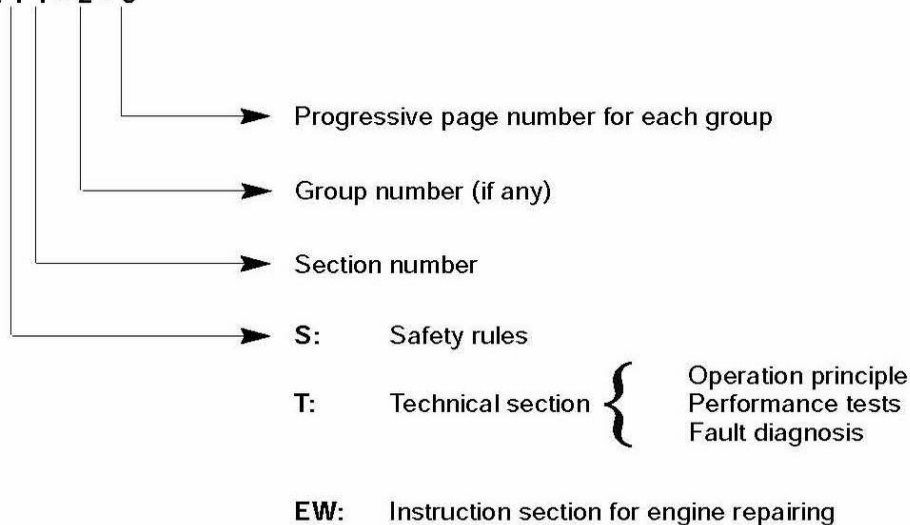 Progressive page number for each group
Group number (if any)
Section number
S: Safety rules
T: Technical section { Operation principle
Performance tests
Fault diagnosis
EW: Instruction section for engine repairing